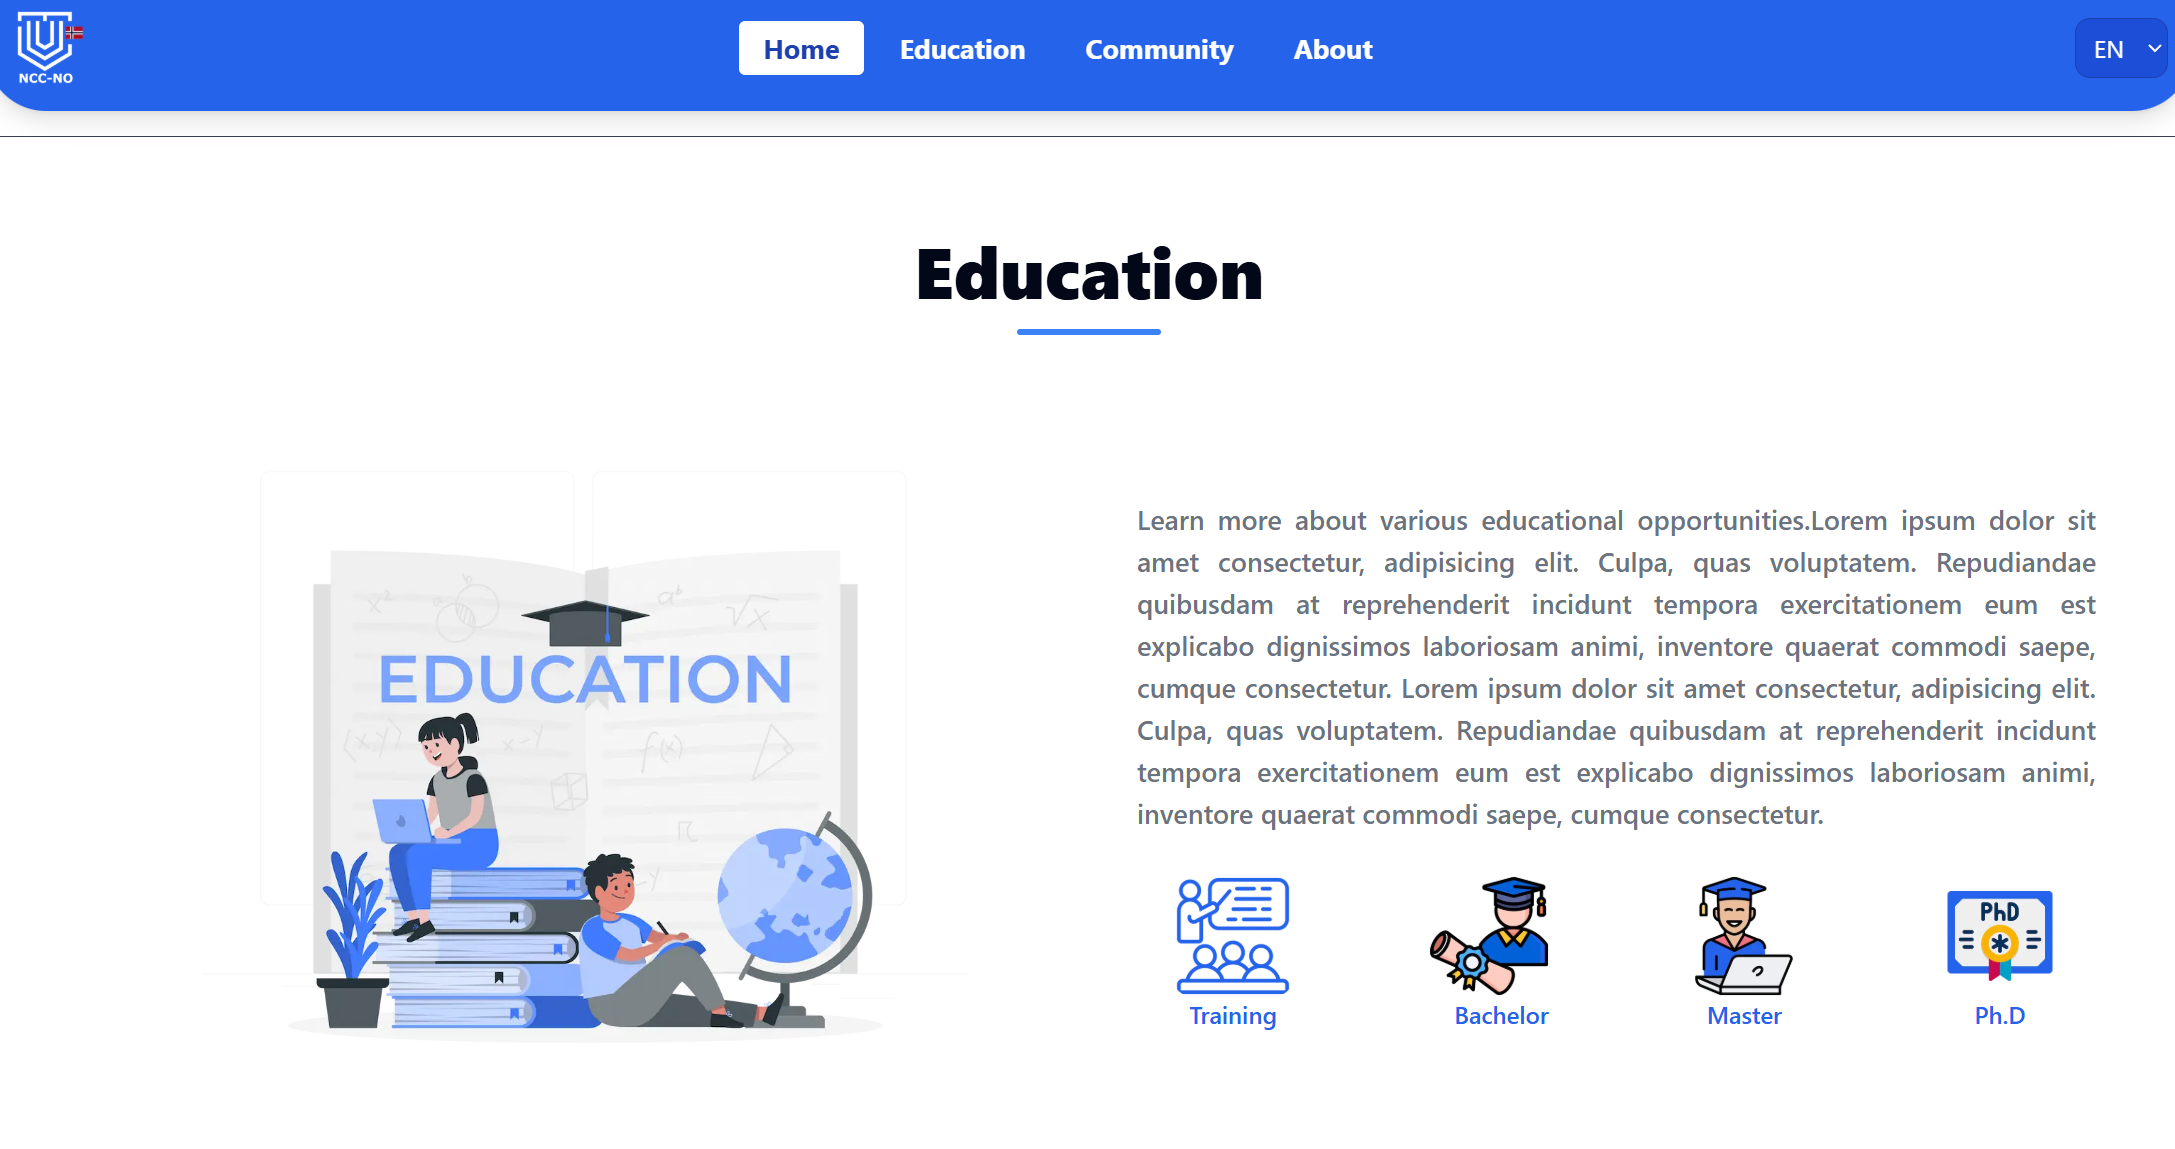 NCC-NO
Home Education Community About
EN
Education
x²
a
b
aᵇ
√x
EDUCATION
(x,y)
x-y
f(x)
π
-y
Learn more about various educational opportunities.Lorem ipsum dolor sit
amet consectetur, adipisicing elit. Culpa, quas voluptatem. Repudiandae
quibusdam at reprehenderit incidunt tempora exercitationem eum est
explicabo dignissimos laboriosam animi, inventore quaerat commodi saepe,
cumque consectetur. Lorem ipsum dolor sit amet consectetur, adipisicing elit.
Culpa, quas voluptatem. Repudiandae quibusdam at reprehenderit incidunt
tempora exercitationem eum est explicabo dignissimos laboriosam animi,
inventore quaerat commodi saepe, cumque consectetur.
PhD
Training Bachelor Master Ph.D